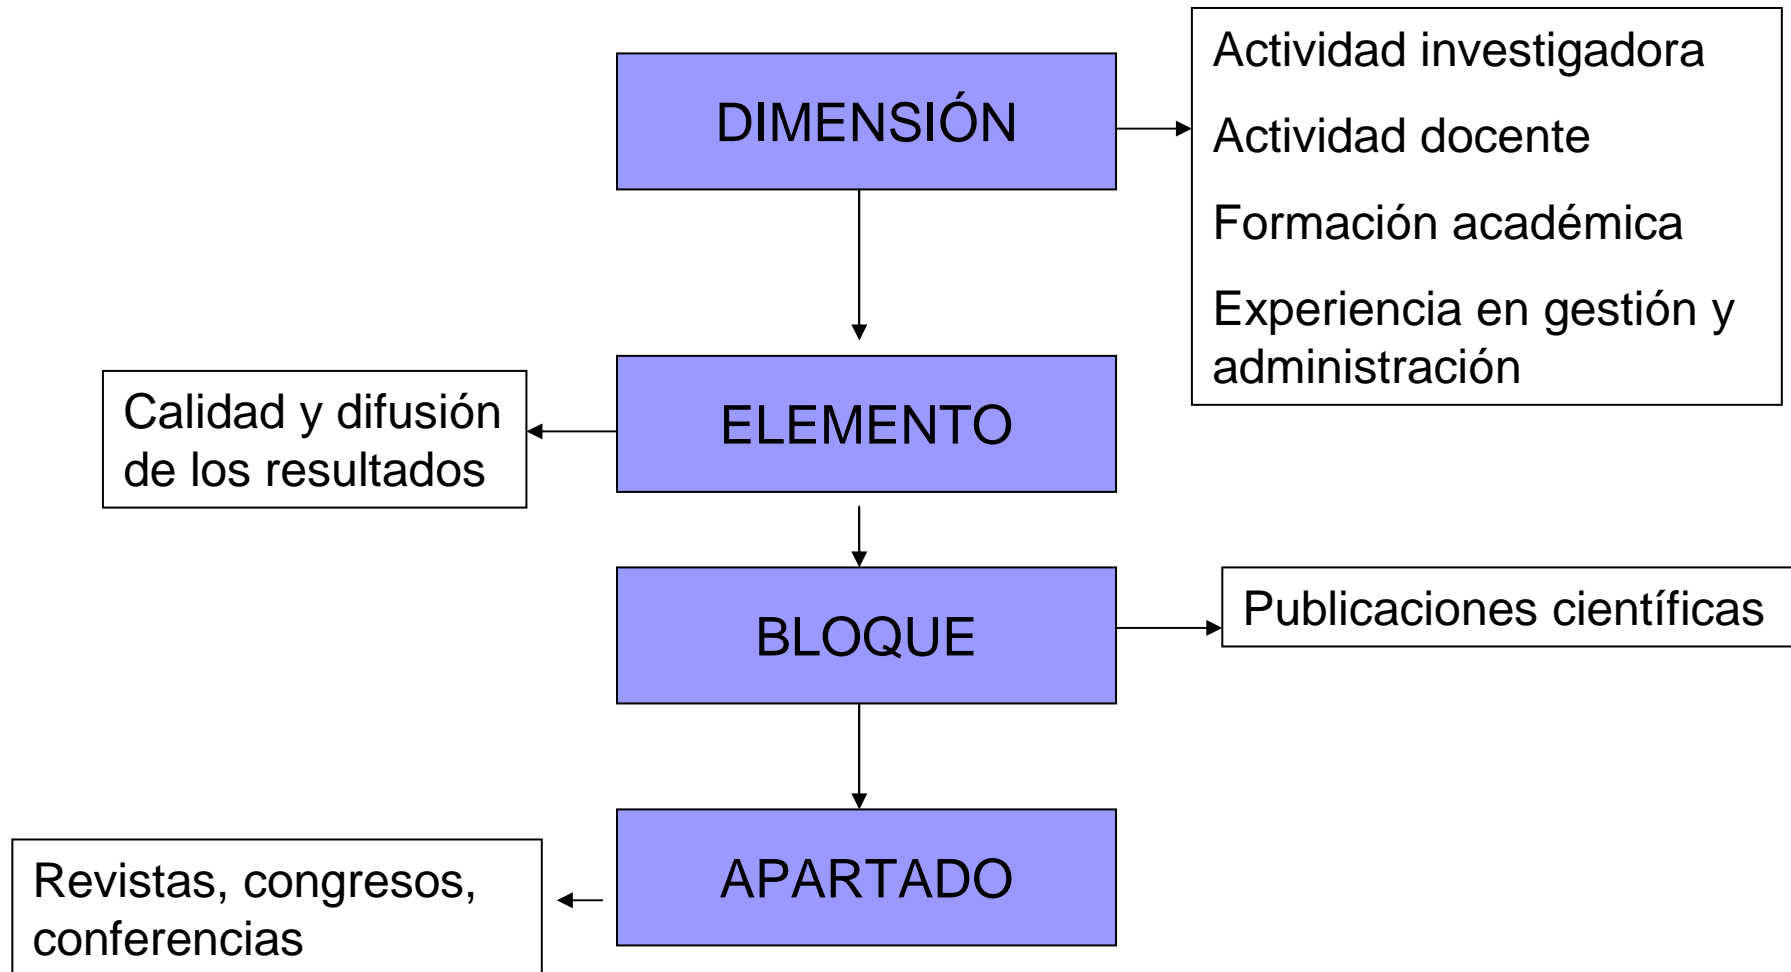 DIMENSIÓN
Actividad investigadora
Actividad docente
Formación académica
Experiencia en gestión y
administración
Calidad y difusión
de los resultados
ELEMENTO
BLOQUE
Publicaciones científicas
Revistas, congresos,
conferencias
APARTADO